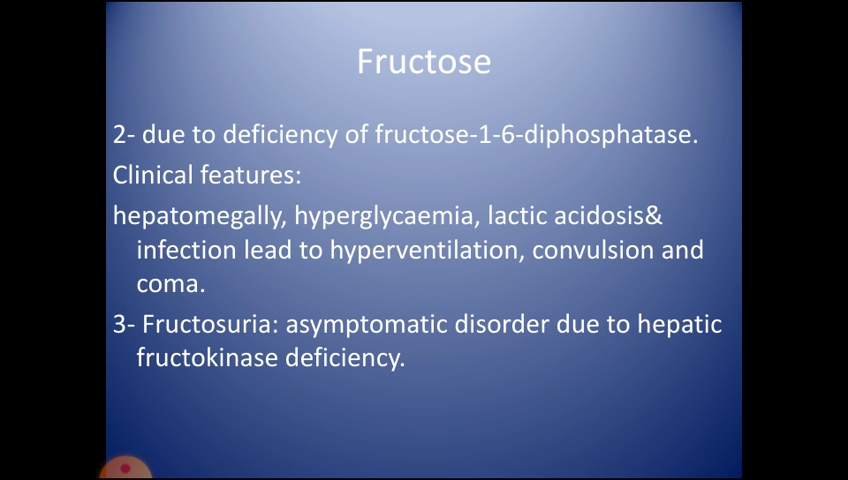 Fructose
2- due to deficiency of fructose-1-6-diphosphatase.
Clinical features:
hepatomegally, hyperglycaemia, lactic acidosis&
infection lead to hyperventilation, convulsion and
coma.
3- Fructosuria: asymptomatic disorder due to hepatic
fructokinase deficiency.